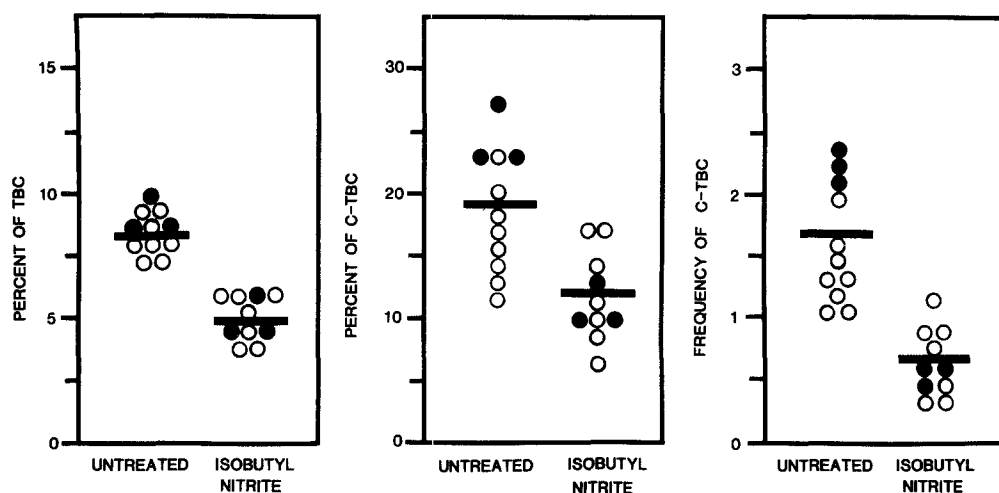 PERCENT OF TBC
15
10
5
0
UNTREATED
ISOBUTYL
NITRITE
PERCENT OF C-TBC
30
20
10
0
UNTREATED
ISOBUTYL
NITRITE
FREQUENCY OF C-TBC
3
2
1
0
UNTREATED
ISOBUTYL
NITRITE